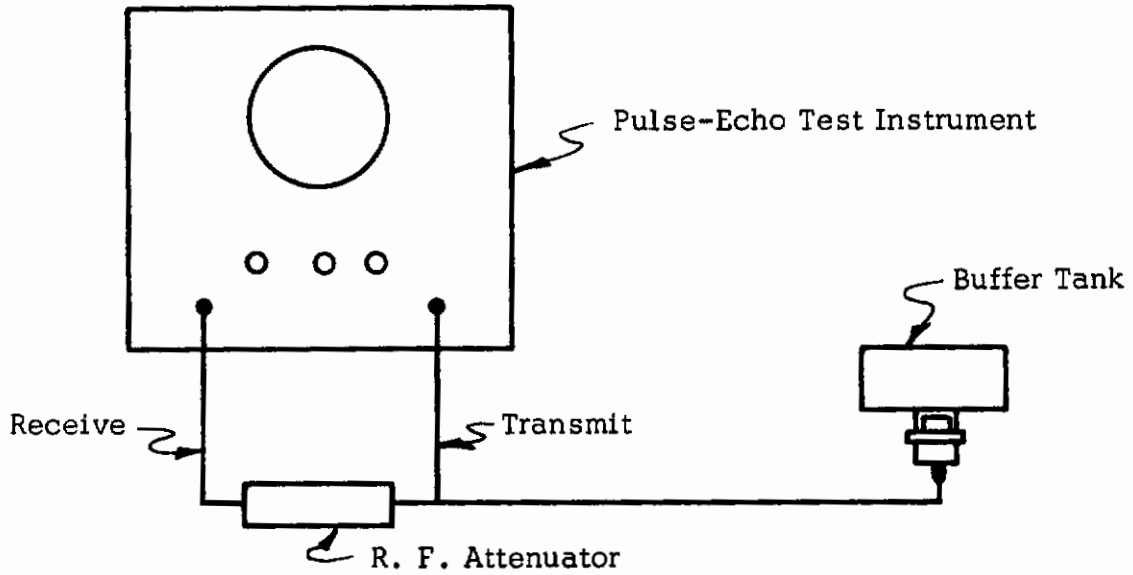 Pulse-Echo Test Instrument
Buffer Tank
Receive
Transmit
R. F. Attenuator